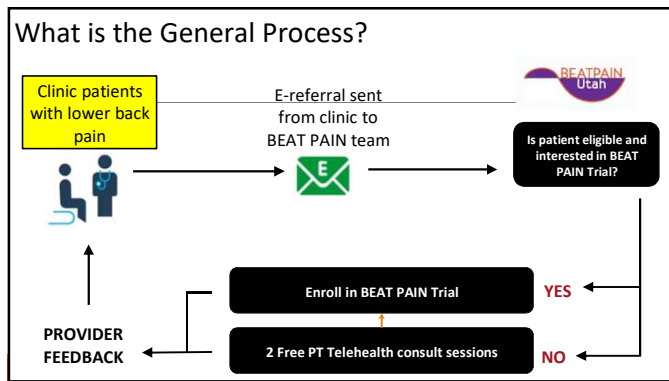 What is the General Process?
Clinic patients
with lower back
pain
E-referral sent
from clinic to
BEAT PAIN team
E
BEATPAIN
Utah
Is patient eligible and
interested in BEAT
PAIN Trial?
Enroll in BEAT PAIN Trial
YES
PROVIDER
FEEDBACK
2 Free PT Telehealth consult sessions
NO